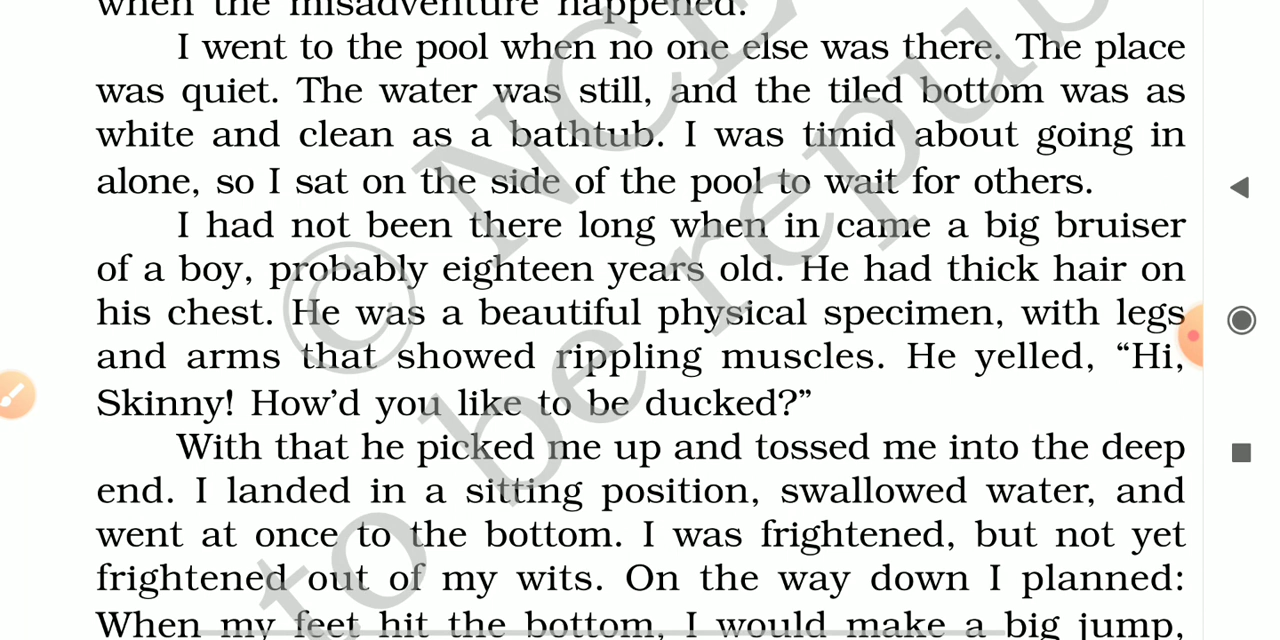 when the misadventure happened.
I went to the pool when no one else was there. The place
was quiet. The water was still, and the tiled bottom was as
white and clean as a bathtub. I was timid about going in
alone, so I sat on the side of the pool to wait for others.
I had not been there long when in came a big bruiser
of a boy, probably eighteen years old. He had thick hair on
his chest. He was a beautiful physical specimen, with legs
and arms that showed rippling muscles. He yelled, “Hi,
Skinny! How’d you like to be ducked?”
With that he picked me up and tossed me into the deep
end. I landed in a sitting position, swallowed water, and
went at once to the bottom. I was frightened, but not yet
frightened out of my wits. On the way down I planned:
When my feet hit the bottom, I would make a big jump,
© NCE
to be repub